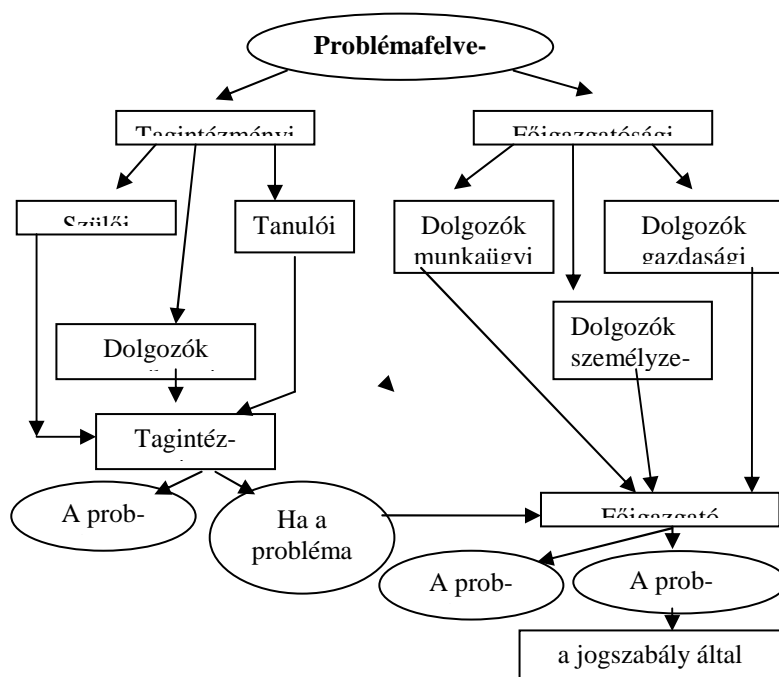 Problémafelve-
Tagintézményi
Főigazgatósági
Szülői
Tanulói
Dolgozók
munkaügyi
Dolgozók
gazdasági
Dolgozók
Dolgozók
személyze-
Tagintéz-
A prob-
Ha a
probléma
Főigazgató
A prob-
A prob-
a jogszabály által